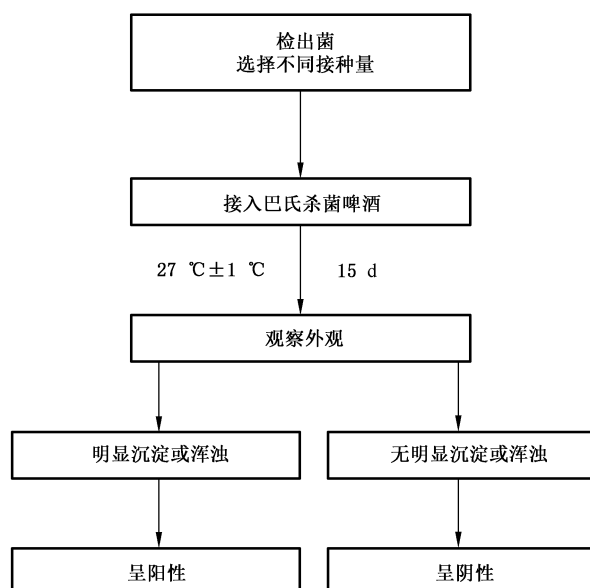 检出菌
选择不同接种量
接入巴氏杀菌啤酒
27 ℃±1 ℃ 15 d
观察外观
明显沉淀或浑浊 无明显沉淀或浑浊
呈阳性 呈阴性